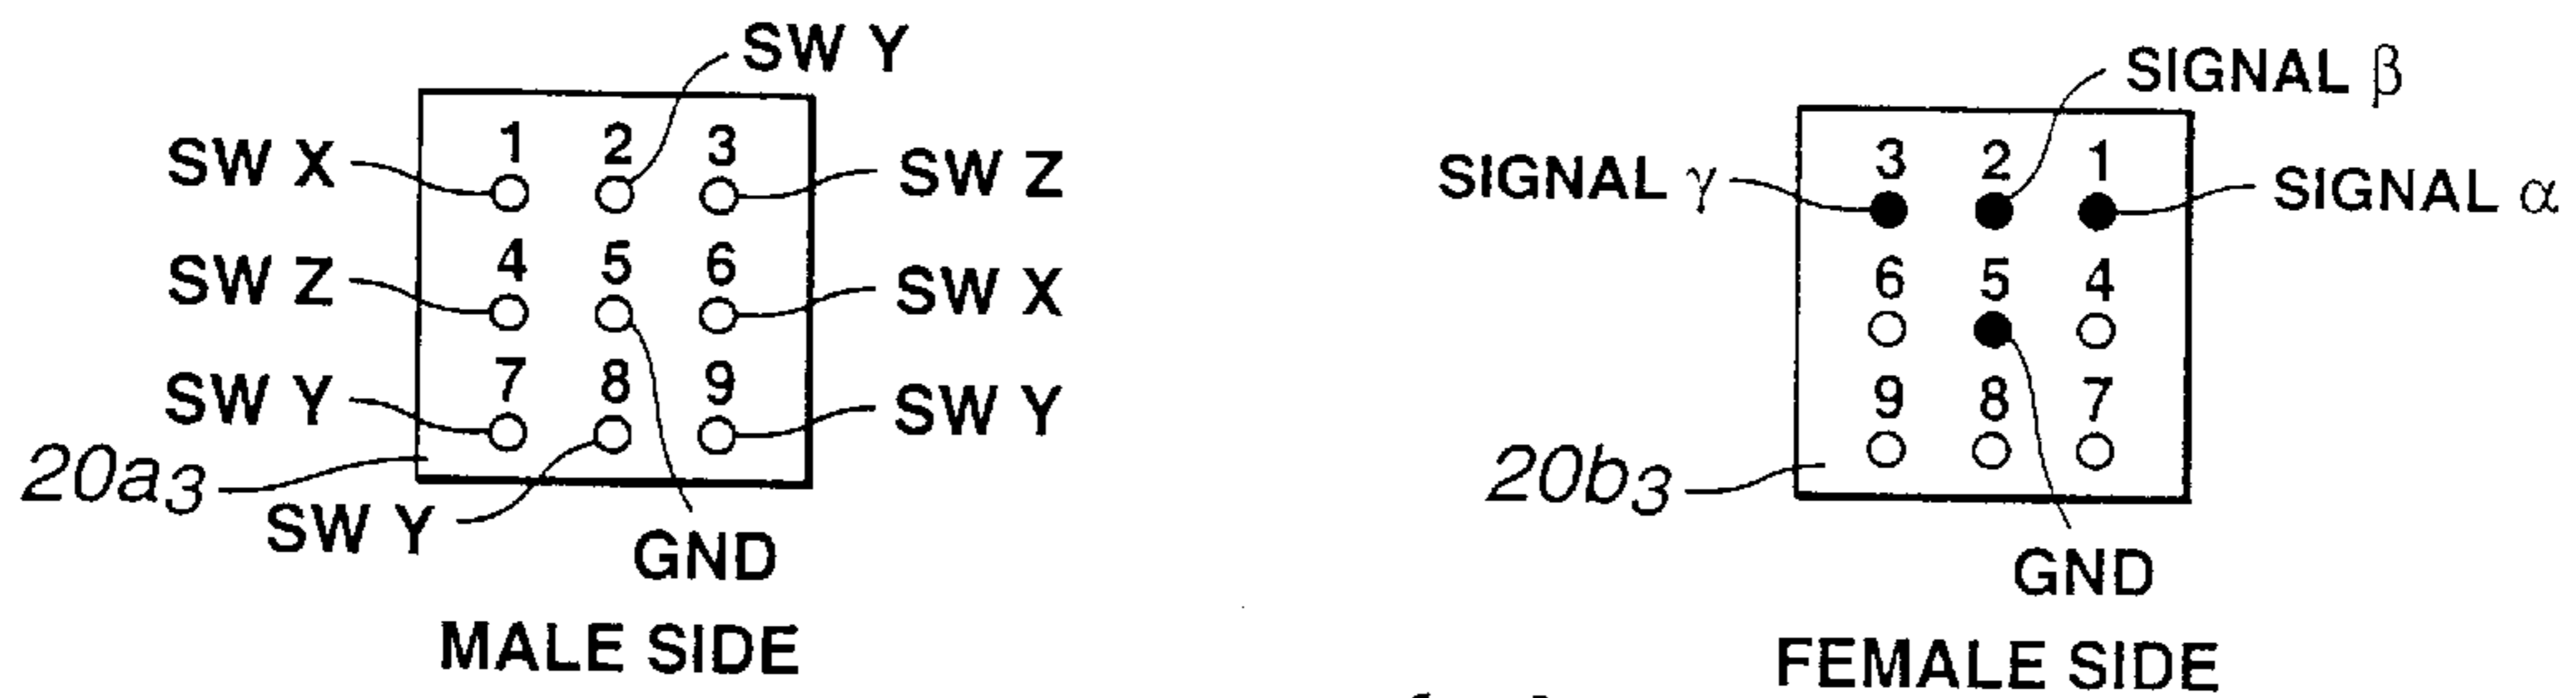 SW Y
1 2 3
SW X
SW Z
4 5 6
SW Z
SW X
7 8 9
SW Y
SW Y
20a3
SW Y
GND
MALE SIDE
SIGNAL β
3 2 1
SIGNAL γ
SIGNAL α
6 5 4
9 8 7
20b3
GND
FEMALE SIDE